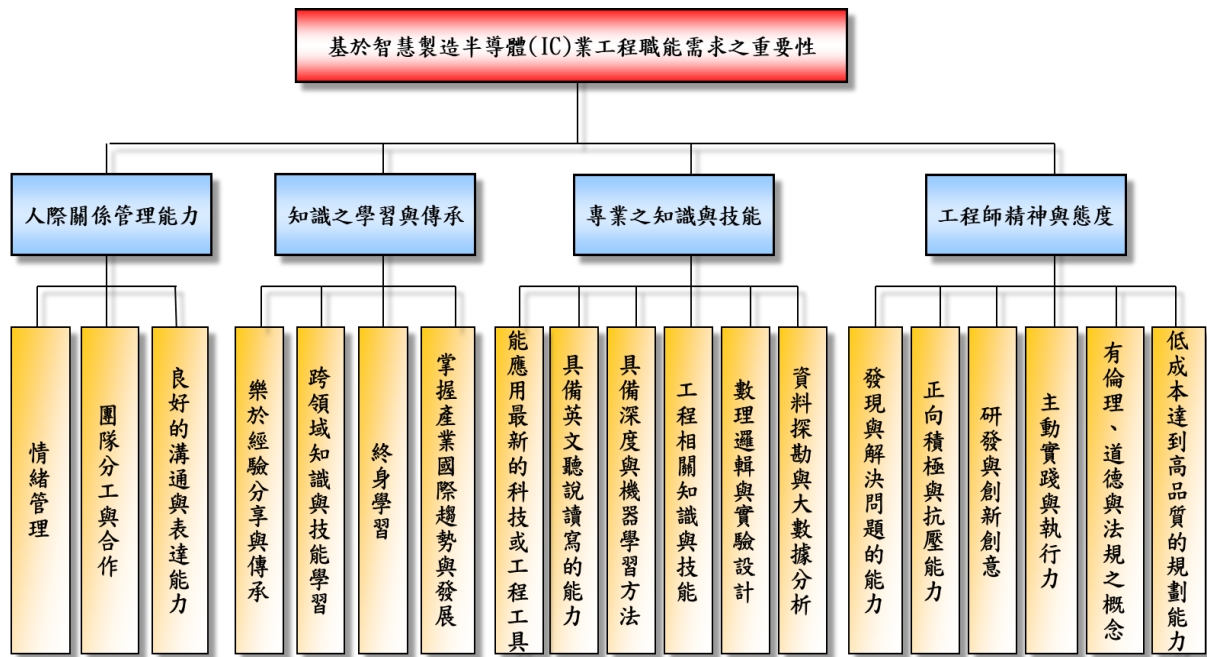 基於智慧製造半導體(IC)業工程職能需求之重要性
人際關係管理能力
知識之學習與傳承
專業之知識與技能
工程師精神與態度
情緒管理
團隊分工與合作
良好的溝通與表達能力
樂於經驗分享與傳承
跨領域知識與技能學習
終身學習
掌握產業國際趨勢與發展
能應用最新的科技或工程工具
具備英文聽說讀寫的能力
具備深度與機器學習方法
工程相關知識與技能
數理邏輯與實驗設計
資料探勘與大數據分析
發現與解決問題的能力
正向積極與抗壓能力
研發與創新創意
主動實踐與執行力
有倫理、道德與法規之概念
低成本達到高品質的規劃能力